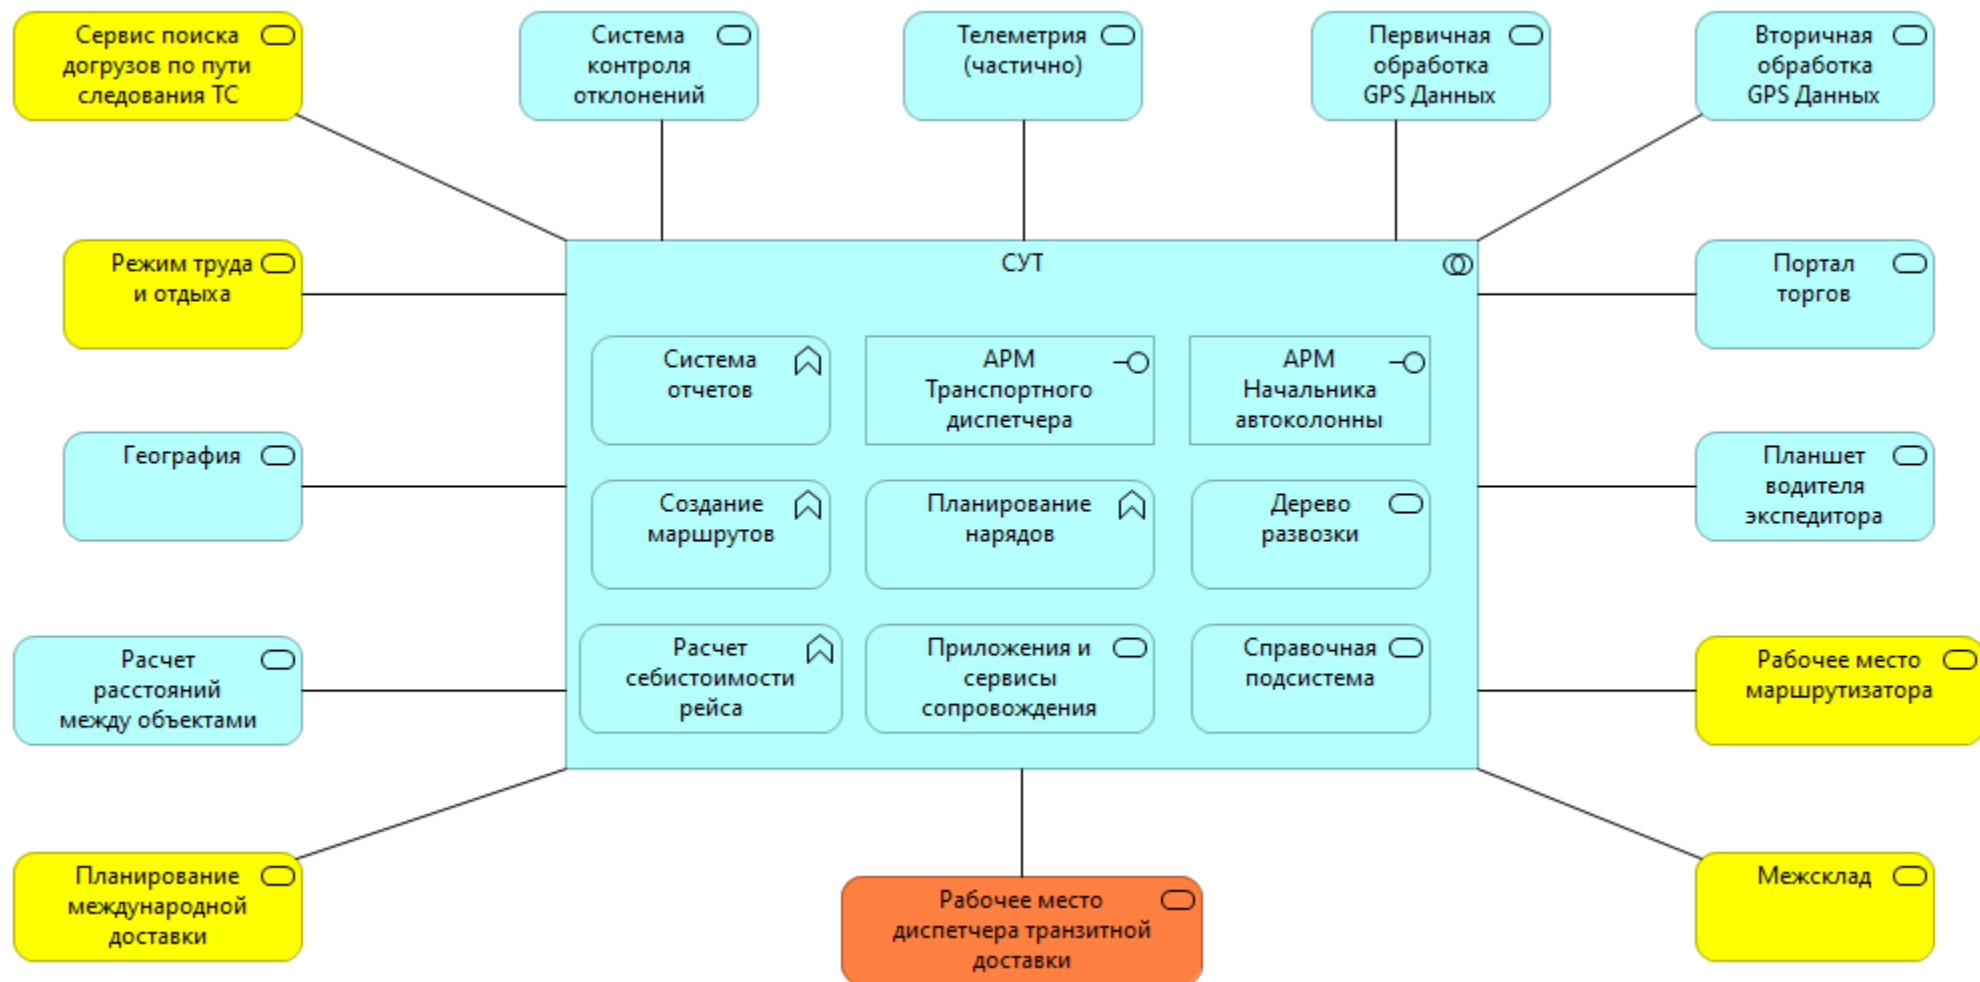 Сервис поиска
догрузов по пути
следования ТС
Система
контроля
отклонений
Телеметрия
(частично)
Первичная
обработка
GPS Данных
Вторичная
обработка
GPS Данных
Режим труда
и отдыха
СУТ
Портал
торгов
Система
отчетов
АРМ
Транспортного
диспетчера
АРМ
Начальника
автоколонны
География
Создание
маршрутов
Планирование
нарядов
Дерево
развозки
Планшет
водителя
экспедитора
Расчет
расстояний
между объектами
Расчет
себистоимости
рейса
Приложения и
сервисы
сопровождения
Справочная
подсистема
Рабочее место
маршрутизатора
Планирование
международной
доставки
Рабочее место
диспетчера транзитной
доставки
Межсклад